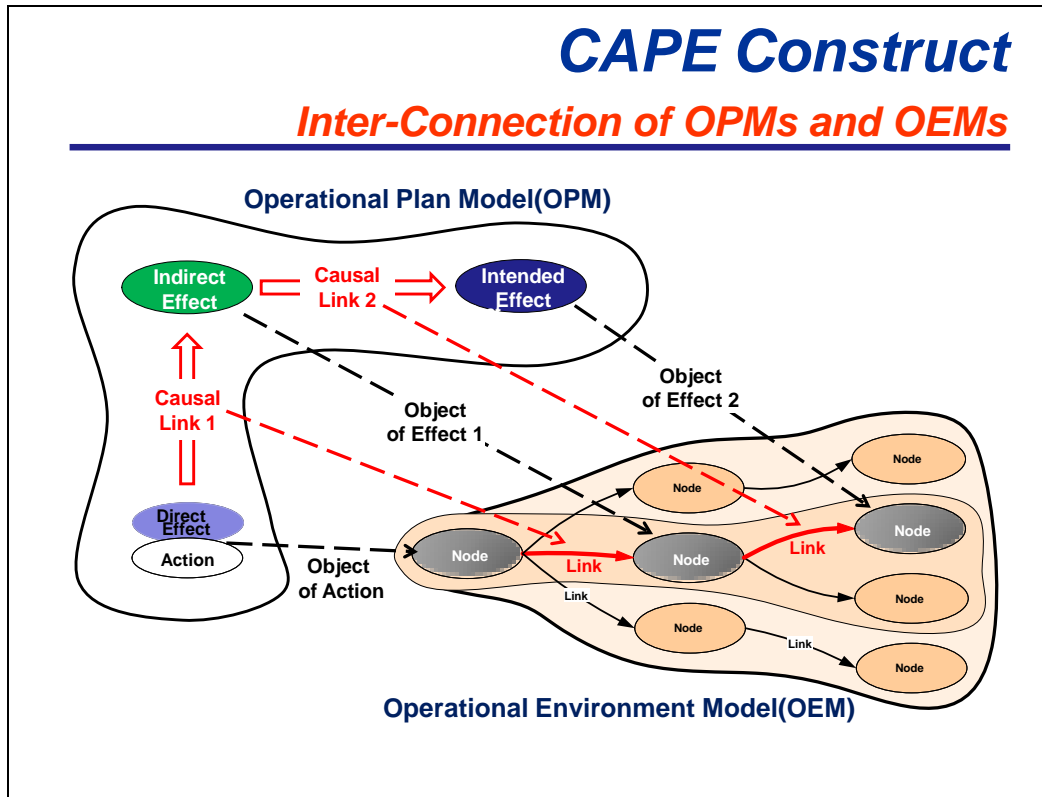 CAPE Construct
Inter-Connection of OPMs and OEMs
Operational Plan Model(OPM)
Indirect
Effect
Causal
Link 2
Intended
Effect
Causal
Link 1
Object
of Effect 1
Object
of Effect 2
Direct
Effect
Action
Object
of Action
Node
Node
Node
Node
Node
Link
Link
Node
Link
Node
Link
Node
Operational Environment Model(OEM)